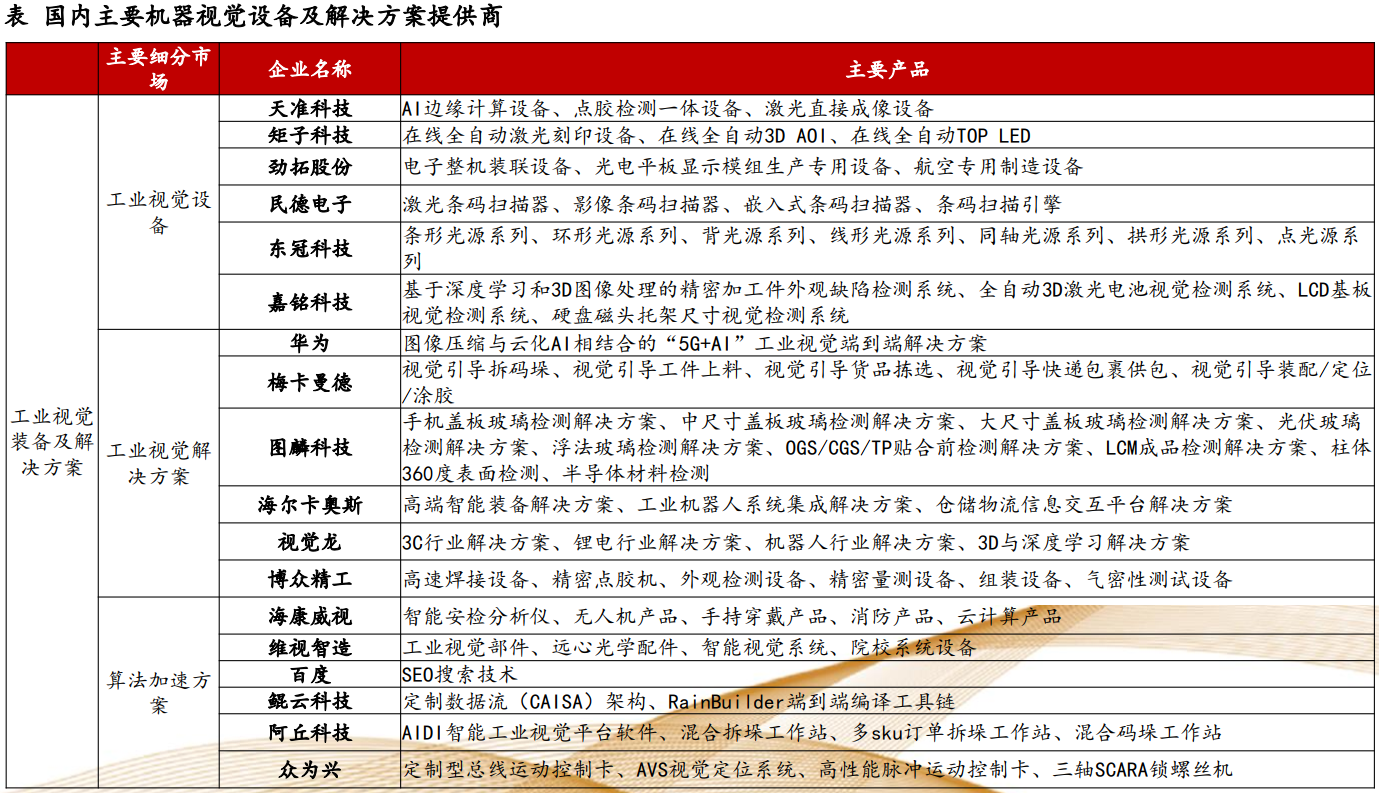 表 国内主要机器视觉设备及解决方案提供商
主要细分市
场
企业名称
主要产品
工业视觉
装备及解
决方案
工业视觉设
备
天准科技
AI边缘计算设备、点胶检测一体设备、激光直接成像设备
矩子科技
在线全自动激光刻印设备、在线全自动3D AOI、在线全自动TOP LED
劲拓股份
电子整机装联设备、光电平板显示模组生产专用设备、航空专用制造设备
民德电子
激光条码扫描器、影像条码扫描器、嵌入式条码扫描器、条码扫描引擎
东冠科技
条形光源系列、环形光源系列、背光源系列、线形光源系列、同轴光源系列、拱形光源系列、点光源系
列
嘉铭科技
基于深度学习和3D图像处理的精密加工件外观缺陷检测系统、全自动3D激光电池视觉检测系统、LCD基板
视觉检测系统、硬盘磁头托架尺寸视觉检测系统
工业视觉解
决方案
华为
图像压缩与云化AI相结合的“5G+AI”工业视觉端到端解决方案
梅卡曼德
视觉引导拆码垛、视觉引导工件上料、视觉引导货品拣选、视觉引导快递包裹供包、视觉引导装配/定位
/涂胶
图麟科技
手机盖板玻璃检测解决方案、中尺寸盖板玻璃检测解决方案、大尺寸盖板玻璃检测解决方案、光伏玻璃
检测解决方案、浮法玻璃检测解决方案、OGS/CGS/TP贴合前检测解决方案、LCM成品检测解决方案、柱体
360度表面检测、半导体材料检测
海尔卡奥斯
高端智能装备解决方案、工业机器人系统集成解决方案、仓储物流信息交互平台解决方案
视觉龙
3C行业解决方案、锂电行业解决方案、机器人行业解决方案、3D与深度学习解决方案
博众精工
高速焊接设备、精密点胶机、外观检测设备、精密量测设备、组装设备、气密性测试设备
算法加速方
案
海康威视
智能安检分析仪、无人机产品、手持穿戴产品、消防产品、云计算产品
维视智造
工业视觉部件、远心光学配件、智能视觉系统、院校系统设备
百度
SEO搜索技术
鲲云科技
定制数据流（CAISA）架构、RainBuilder端到端编译工具链
阿丘科技
AIDI智能工业视觉平台软件、混合拆垛工作站、多sku订单拆垛工作站、混合码垛工作站
众为兴
定制型总线运动控制卡、AVS视觉定位系统、高性能脉冲运动控制卡、三轴SCARA锁螺丝机